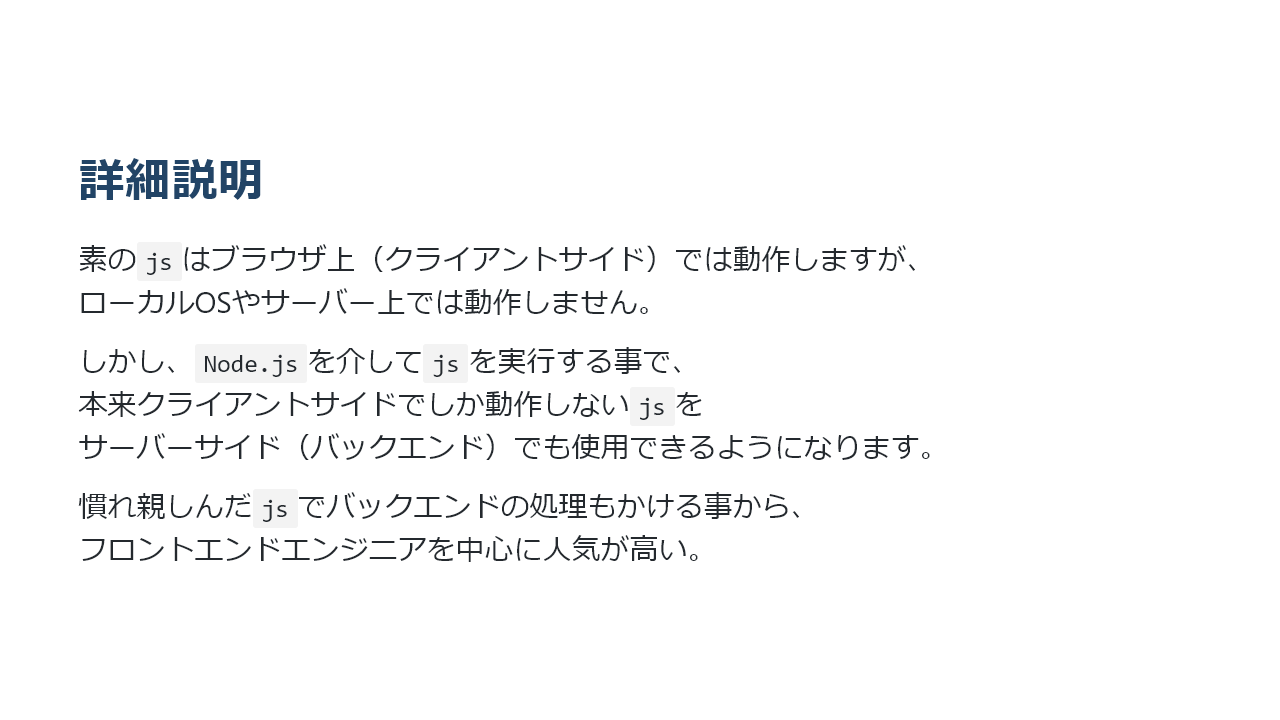 詳細説明
素のjsはブラウザ上（クライアントサイド）では動作しますが、
ローカルOSやサーバー上では動作しません。
しかし、Node.jsを介してjsを実行する事で、
本来クライアントサイドでしか動作しないjsを
サーバーサイド（バックエンド）でも使用できるようになります。
慣れ親しんだjsでバックエンドの処理もかける事から、
フロントエンドエンジニアを中心に人気が高い。